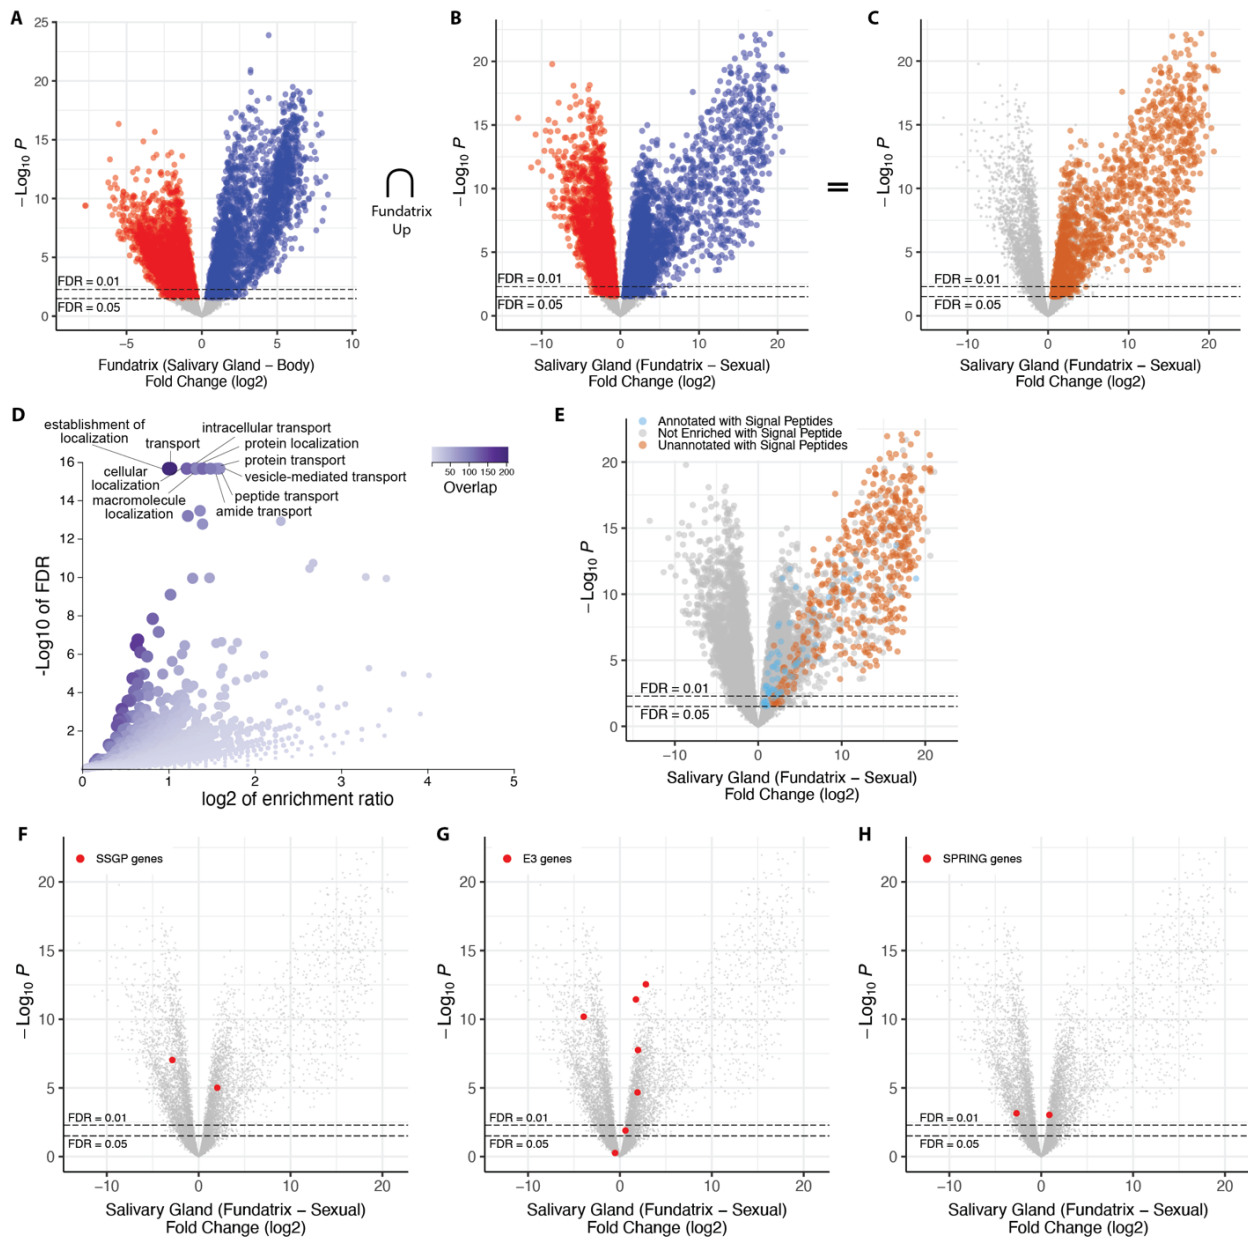 A
25
20
15
10
5
0
−Log10 P
FDR = 0.01
FDR = 0.05
−5
0
5
10
Fundatrix (Salivary Gland − Body)
Fold Change (log2)
∩
Fundatrix
Up
B
20
15
10
5
0
−Log10 P
FDR = 0.01
FDR = 0.05
−10
0
10
20
Salivary Gland (Fundatrix − Sexual)
Fold Change (log2)
=
C
20
15
10
5
0
−Log10 P
FDR = 0.01
FDR = 0.05
−10
0
10
20
Salivary Gland (Fundatrix − Sexual)
Fold Change (log2)
D
establishment of
localization
transport
intracellular transport
protein localization
protein transport
vesicle-mediated transport
cellular
localization
macromolecule
localization
peptide transport
amide transport
50 100 150 200
Overlap
16
14
12
10
8
6
4
2
-Log10 of FDR
0
1
2
3
4
5
log2 of enrichment ratio
E
Annotated with Signal Peptides
Not Enriched with Signal Peptide
Unannotated with Signal Peptides
20
15
10
5
0
−Log10 P
FDR = 0.01
FDR = 0.05
−10
0
10
20
Salivary Gland (Fundatrix − Sexual)
Fold Change (log2)
F
SSGP genes
20
15
10
5
0
−Log10 P
FDR = 0.01
FDR = 0.05
−10
0
10
20
Salivary Gland (Fundatrix − Sexual)
Fold Change (log2)
G
E3 genes
20
15
10
5
0
−Log10 P
FDR = 0.01
FDR = 0.05
−10
0
10
20
Salivary Gland (Fundatrix − Sexual)
Fold Change (log2)
H
SPRING genes
20
15
10
5
0
−Log10 P
FDR = 0.01
FDR = 0.05
−10
0
10
20
Salivary Gland (Fundatrix − Sexual)
Fold Change (log2)